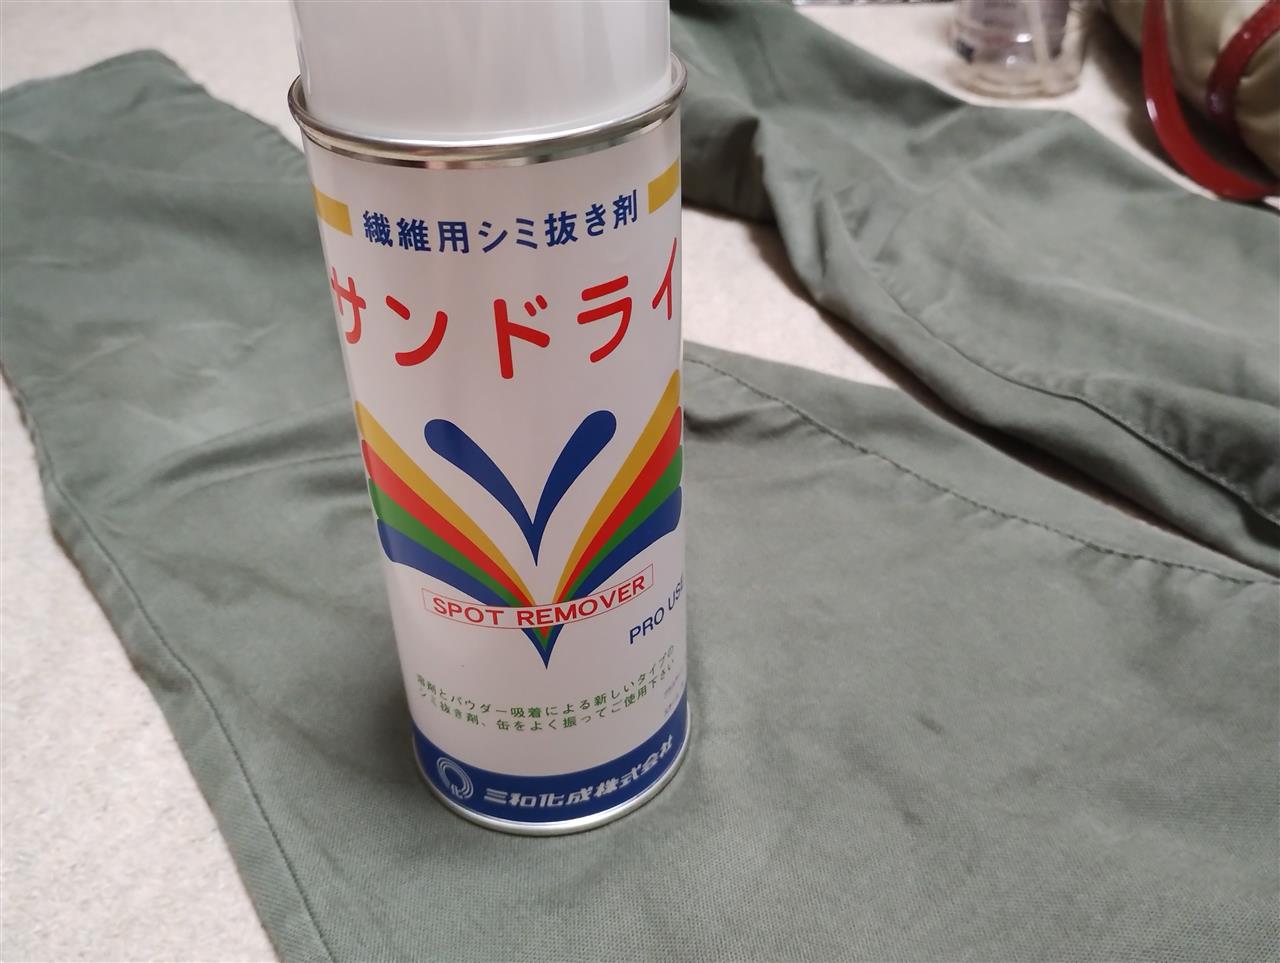 繊維用シミ抜き剤
サンドライ
SPOT REMOVER
PRO USE
溶剤とパウダー吸着による新しいタイプの
シミ抜き剤、缶をよく振ってご使用下さい
三和化成株式会社